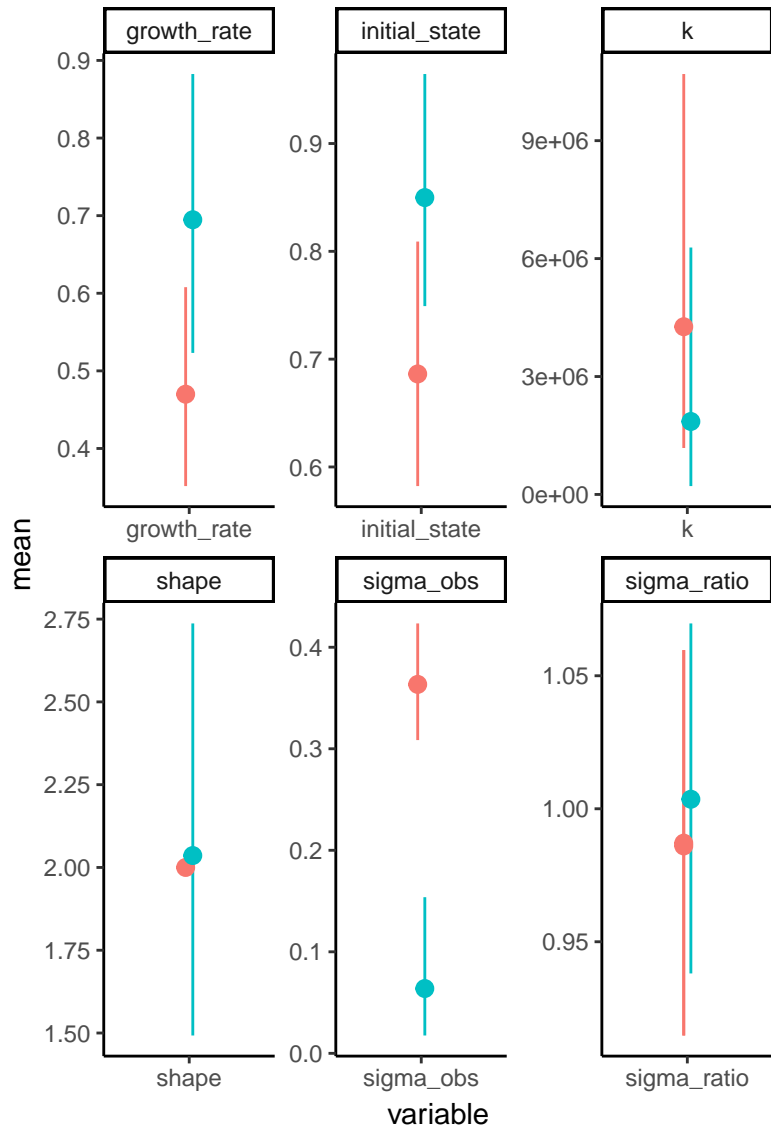 growth_rate
initial_state
k
0.9
0.8
0.7
0.6
0.5
0.4
0.9
0.8
0.7
0.6
9e+06
6e+06
3e+06
0e+00
growth_rate
initial_state
k
mean
shape
sigma_obs
sigma_ratio
2.75
2.50
2.25
2.00
1.75
1.50
0.4
0.3
0.2
0.1
0.0
1.05
1.00
0.95
shape
sigma_obs
sigma_ratio
variable